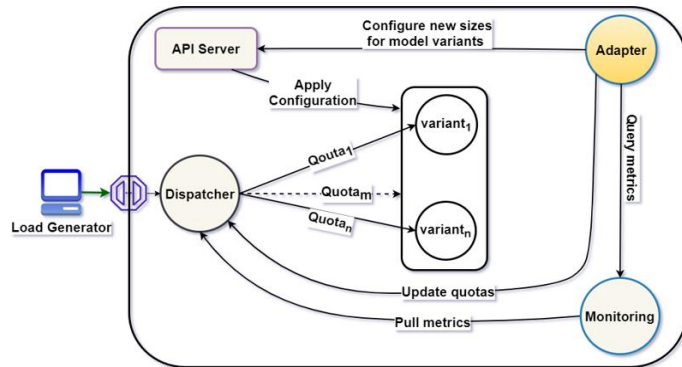 Configure new sizes
for model variants
API Server
Adapter
Apply
Configuration
variant1
Qouta1
Query metrics
Dispatcher
Quotam
Load Generator
Quotan
variantn
Update quotas
Pull metrics
Monitoring